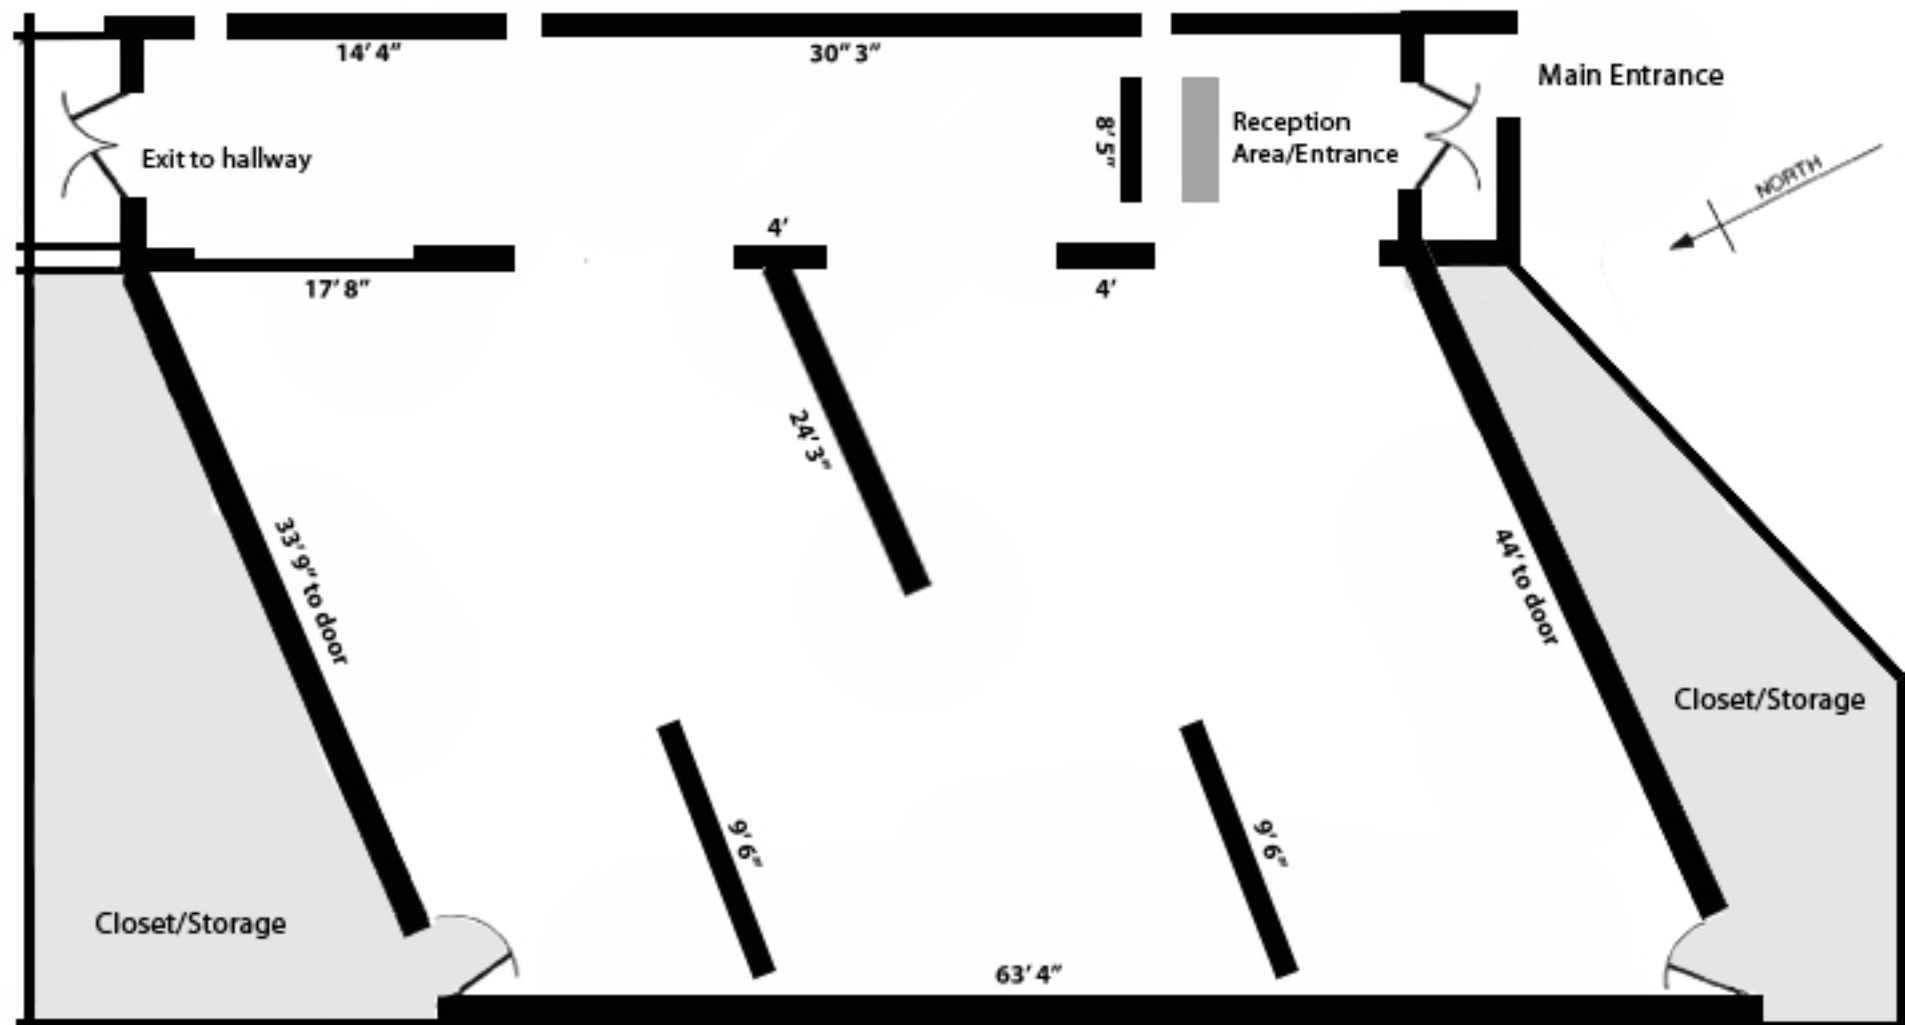 14' 4"
30" 3"
Main Entrance
8' 5"
Reception
Area/Entrance
Exit to hallway
NORTH
4'
17' 8"
4'
24' 3"
33' 9" to door
44' to door
Closet/Storage
9' 6"
9' 6"
Closet/Storage
63' 4"